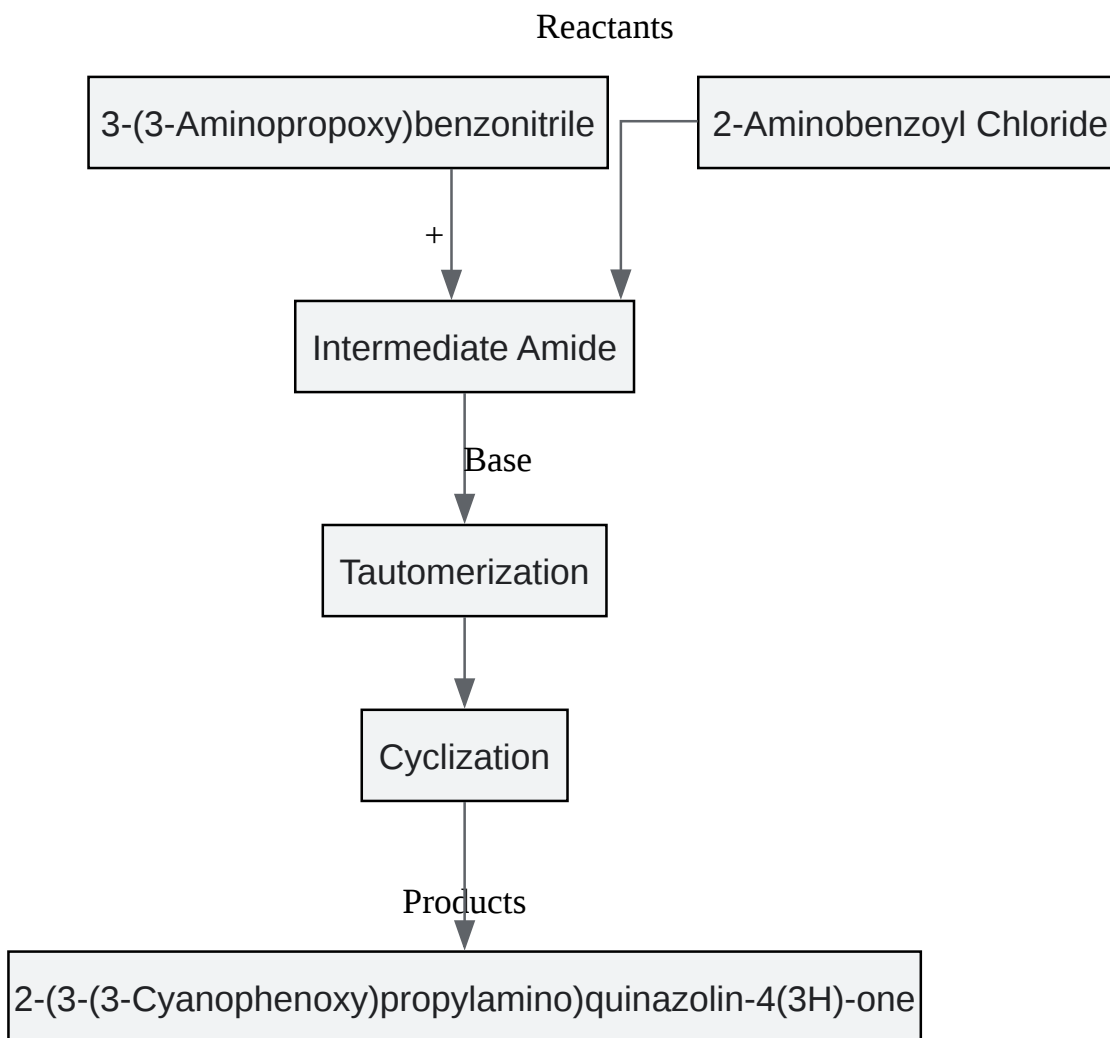 Reactants
3-(3-Aminopropoxy)benzonitrile
2-Aminobenzoyl Chloride
+
Intermediate Amide
Base
Tautomerization
Cyclization
Products
2-(3-(3-Cyanophenoxy)propylamino)quinazolin-4(3H)-one